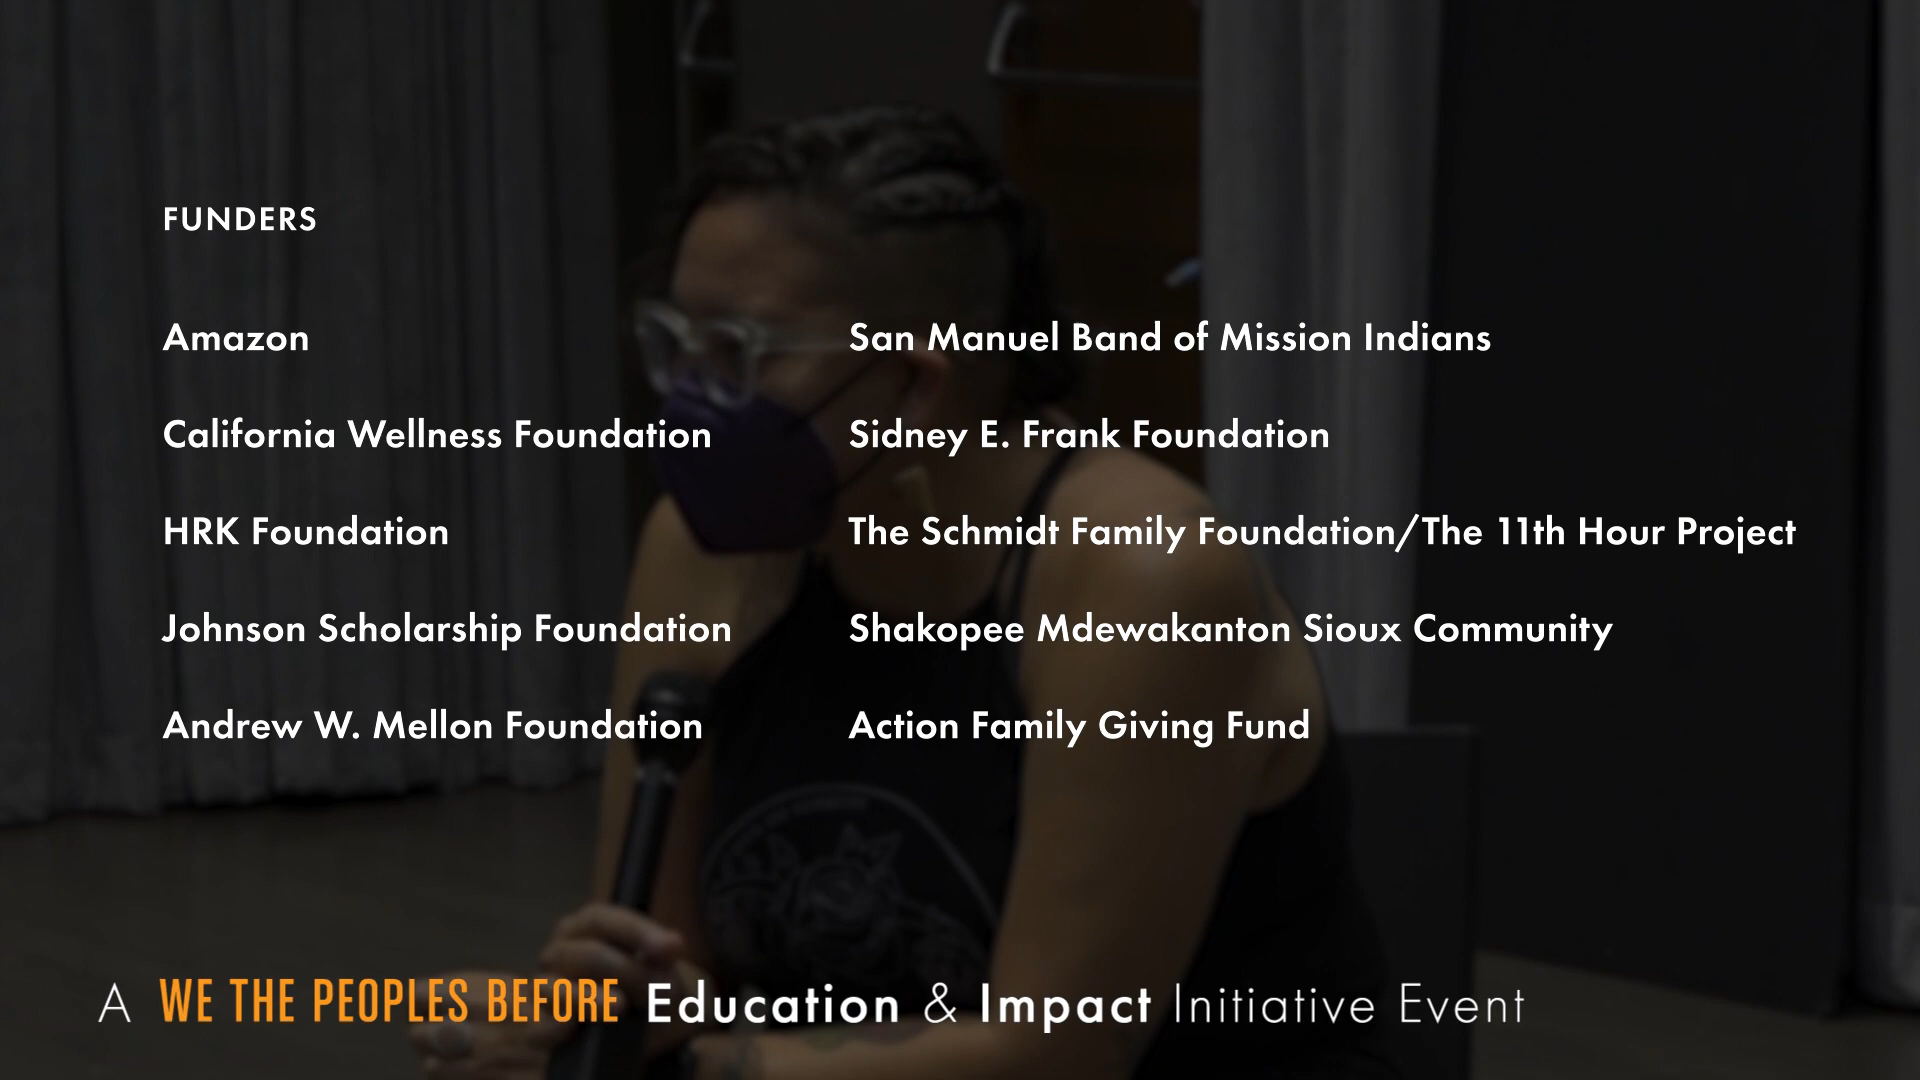 FUNDERS
Amazon
California Wellness Foundation
HRK Foundation
Johnson Scholarship Foundation
Andrew W. Mellon Foundation
San Manuel Band of Mission Indians
Sidney E. Frank Foundation
The Schmidt Family Foundation/The 11th Hour Project
Shakopee Mdewakanton Sioux Community
Action Family Giving Fund
A WE THE PEOPLES BEFORE Education & Impact Initiative Event